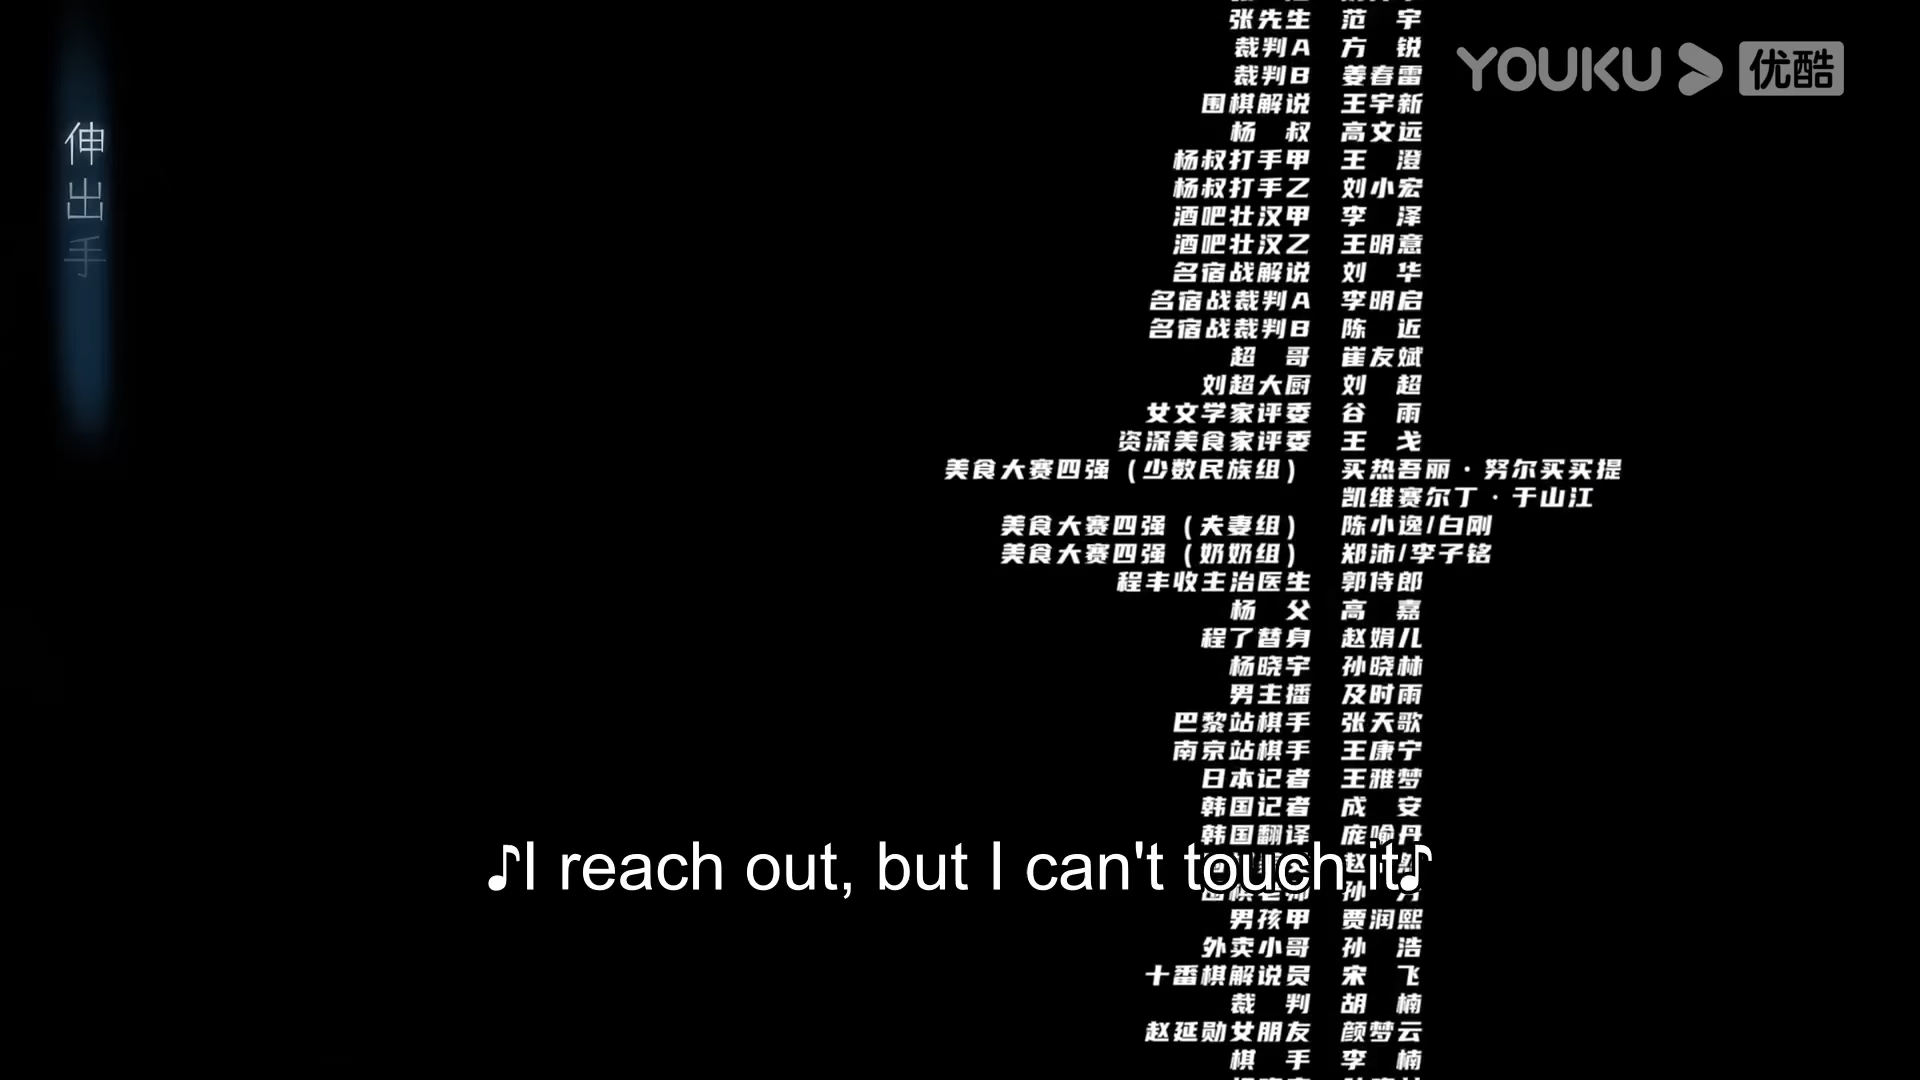 张先生 范宇
裁判A 方锐
裁判B 姜春雷
围棋解说 王宇新
杨叔 高文远
杨叔打手甲 王澄
杨叔打手乙 刘小宏
酒吧壮汉甲 李泽
酒吧壮汉乙 王明意
名宿战解说 刘华
名宿战裁判A 李明启
名宿战裁判B 陈近
超哥 崔友斌
刘超大厨 刘超
女文学家评委 谷雨
资深美食家评委 王戈
美食大赛四强(少数民族组) 买热吾丽·努尔买买提
凯维赛尔丁·于山江
美食大赛四强(夫妻组) 陈小逸/白刚
美食大赛四强(奶奶组) 郑沛/李子铭
程丰收主治医生 郭侍郎
杨父 高嘉
程了替身 赵娟儿
杨晓宇 孙晓林
男主播 及时雨
巴黎站棋手 张天歌
南京站棋手 王康宁
日本记者 王雅梦
韩国记者 成安
韩国翻译 庞喻丹
围棋老师 孙
男孩甲 贾润熙
外卖小哥 孙浩
十番棋解说员 宋飞
裁判 胡楠
赵延勋女朋友 颜梦云
棋手 李楠
YOUKU 优酷
伸出手
♪I reach out, but I can't touch it♪